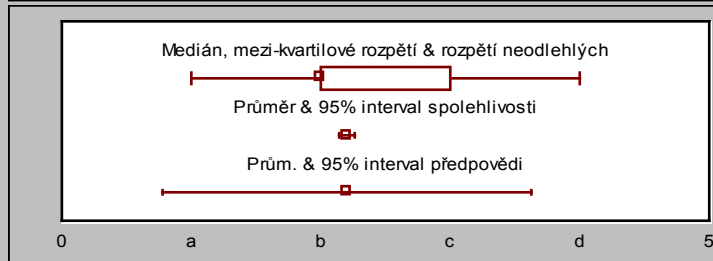 Medián, mezi-kvartilové rozpětí & rozpětí neodlehlých
Průměr & 95% interval spolehlivosti
Prům. & 95% interval předpovědi
0 a b c d 5